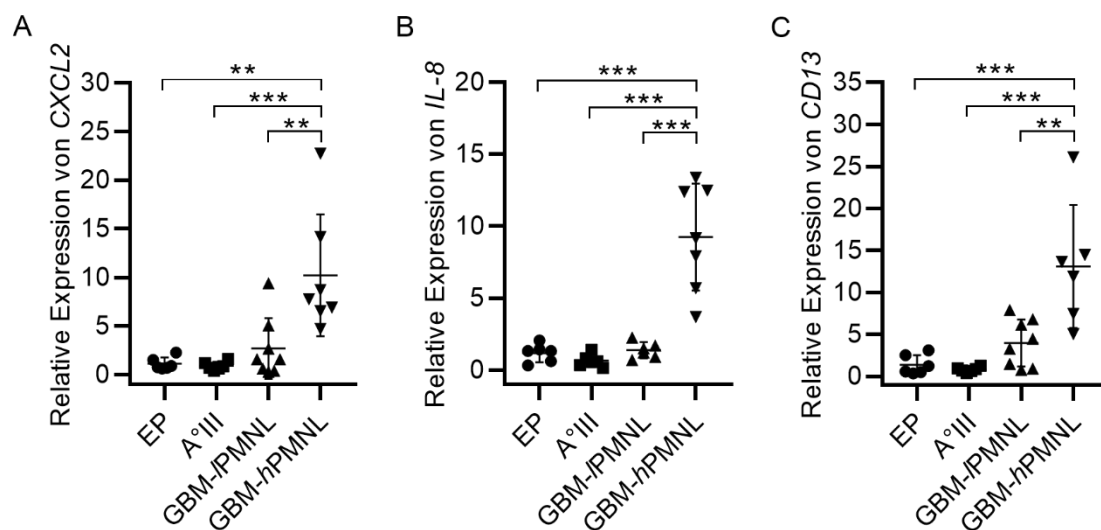 A
Relative Expression von CXCL2
30
25
20
15
10
5
0
**
***
**
EP
A°III
GBM-lPMNL
GBM-hPMNL
B
Relative Expression von IL-8
20
15
10
5
0
***
***
***
EP
A°III
GBM-lPMNL
GBM-hPMNL
C
Relative Expression von CD13
35
30
25
20
15
10
5
0
***
***
**
EP
A°III
GBM-lPMNL
GBM-hPMNL